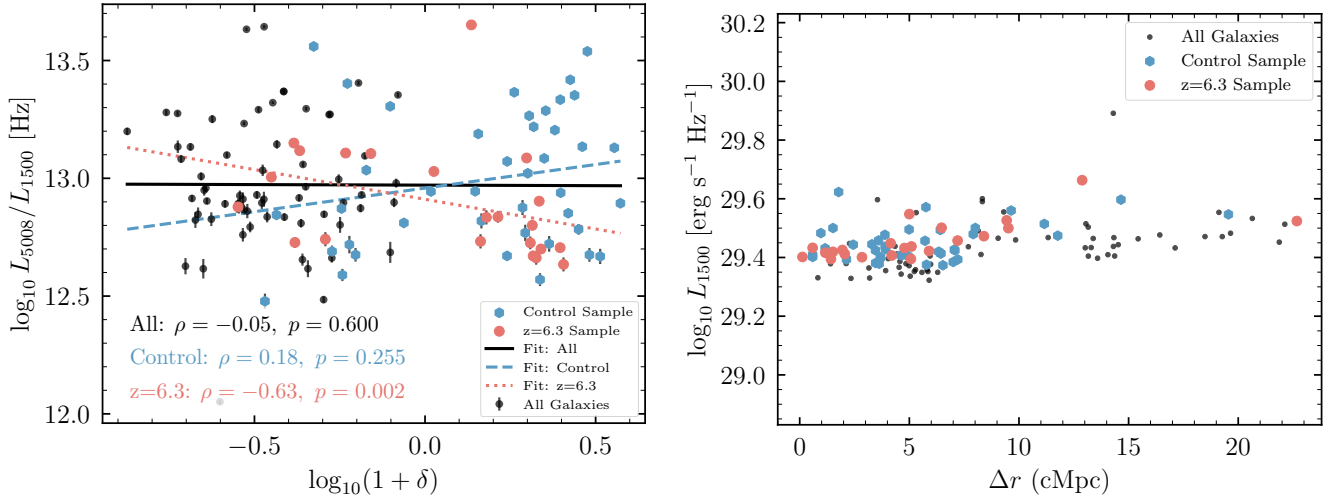 13.5
13.0
12.5
12.0
log₁₀ L₅₀₀₈/L₁₅₀₀ [Hz]
All: ρ = −0.05, p = 0.600
Control: ρ = 0.18, p = 0.255
z=6.3: ρ = −0.63, p = 0.002
Control Sample
z=6.3 Sample
Fit: All
Fit: Control
Fit: z=6.3
All Galaxies
−0.5 0.0 0.5
log₁₀(1 + δ)
30.2
30.0
29.8
29.6
29.4
29.2
29.0
log₁₀ L₁₅₀₀ [erg s⁻¹ Hz⁻¹]
All Galaxies
Control Sample
z=6.3 Sample
0 5 10 15 20
Δr (cMpc)